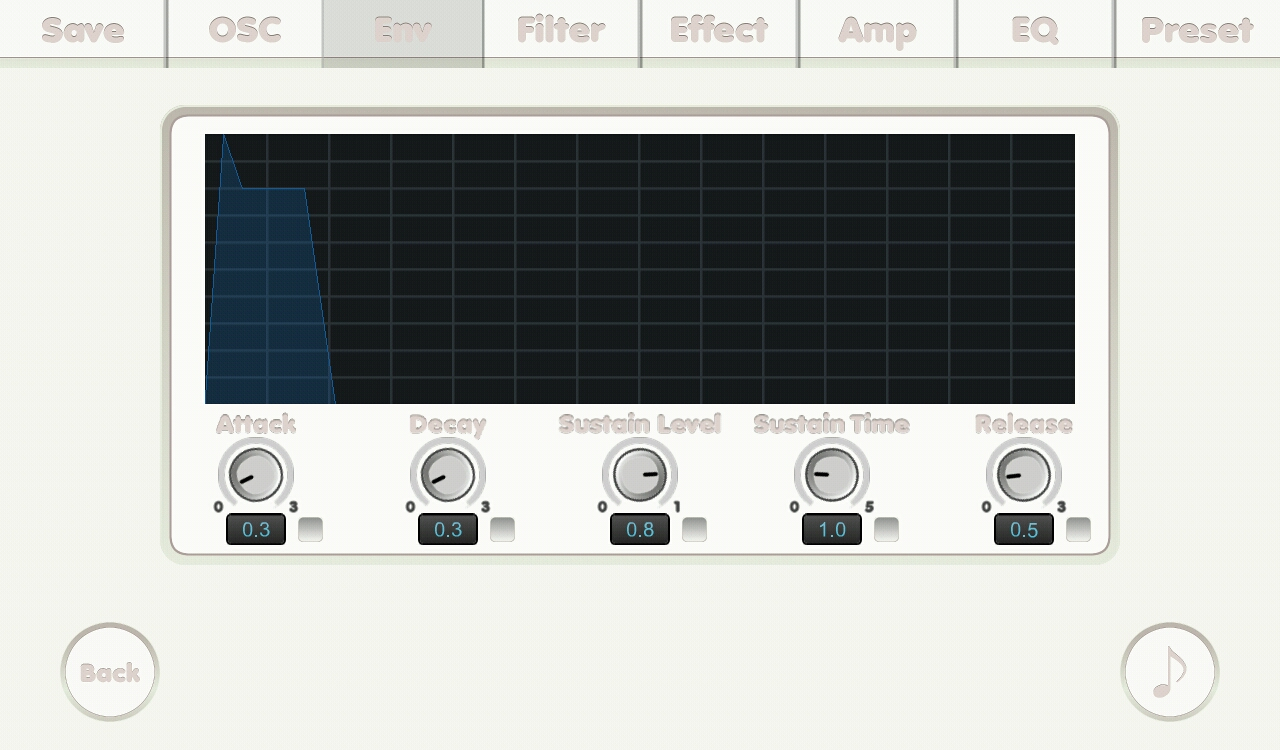 Save OSC Env Filter Effect Amp EQ Preset
Attack Decay Sustain Level Sustain Time Release
0 3 0 3 0 1 0 5 0 3
0.3 0.3 0.8 1.0 0.5
Back